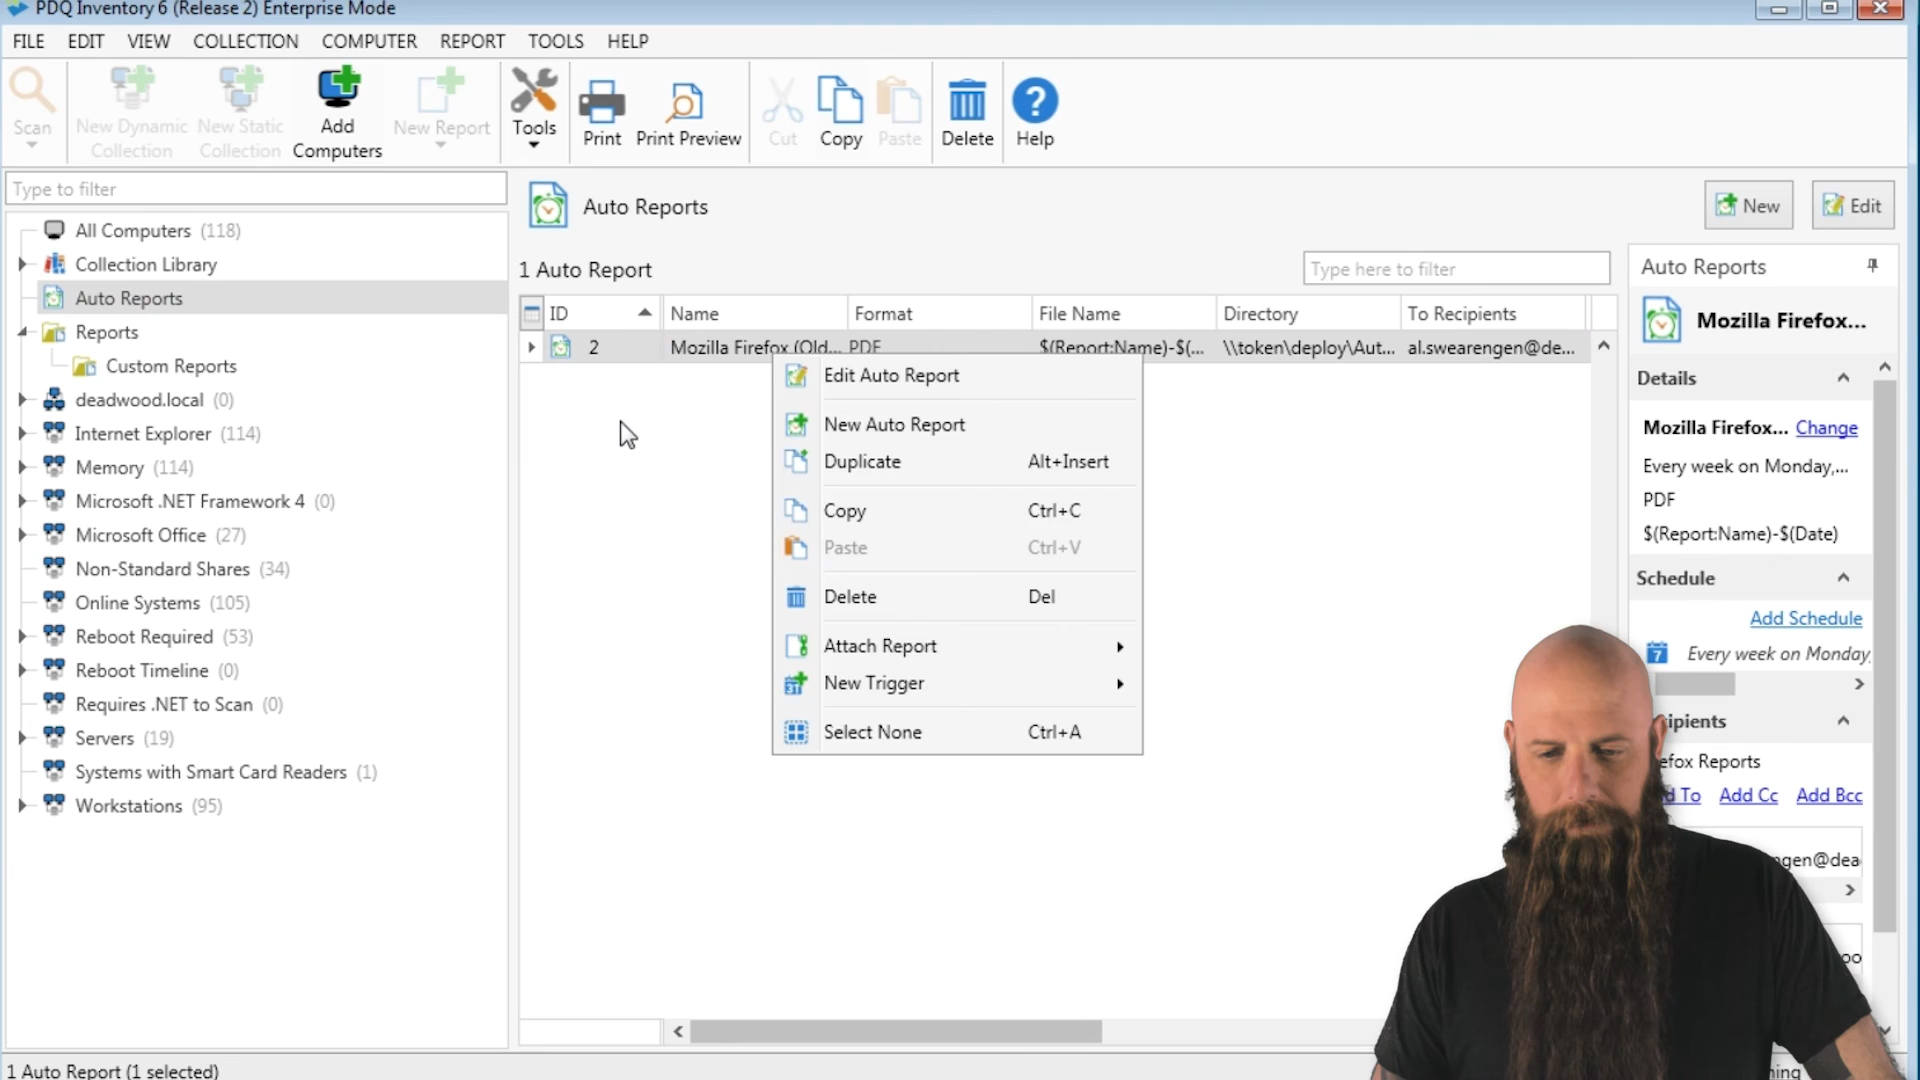 PDQ Inventory 6 (Release 2) Enterprise Mode
FILE EDIT VIEW COLLECTION COMPUTER REPORT TOOLS HELP
Scan
New Dynamic Collection
New Static Collection
Add Computers
New Report
Tools
Print
Print Preview
Cut
Copy
Paste
Delete
Help
Type to filter
All Computers (118)
Collection Library
Auto Reports
Reports
Custom Reports
deadwood.local (0)
Internet Explorer (114)
Memory (114)
Microsoft .NET Framework 4 (0)
Microsoft Office (27)
Non-Standard Shares (34)
Online Systems (105)
Reboot Required (53)
Reboot Timeline (0)
Requires .NET to Scan (0)
Servers (19)
Systems with Smart Card Readers (1)
Workstations (95)
Auto Reports
New
Edit
1 Auto Report
Type here to filter
ID Name Format File Name Directory To Recipients
2 Mozilla Firefox (Old... PDF $(Report:Name)-$(... \\token\deploy\Aut... al.swearengen@de...
Edit Auto Report
New Auto Report
Duplicate Alt+Insert
Copy Ctrl+C
Paste Ctrl+V
Delete Del
Attach Report
New Trigger
Select None Ctrl+A
Auto Reports
Mozilla Firefox...
Details
Mozilla Firefox... Change
Every week on Monday,...
PDF
$(Report:Name)-$(Date)
Schedule
Add Schedule
7 Every week on Monday,
ipients
efox Reports
d To Add Cc Add Bcc
ngen@dea
oo
1 Auto Report (1 selected)
ning